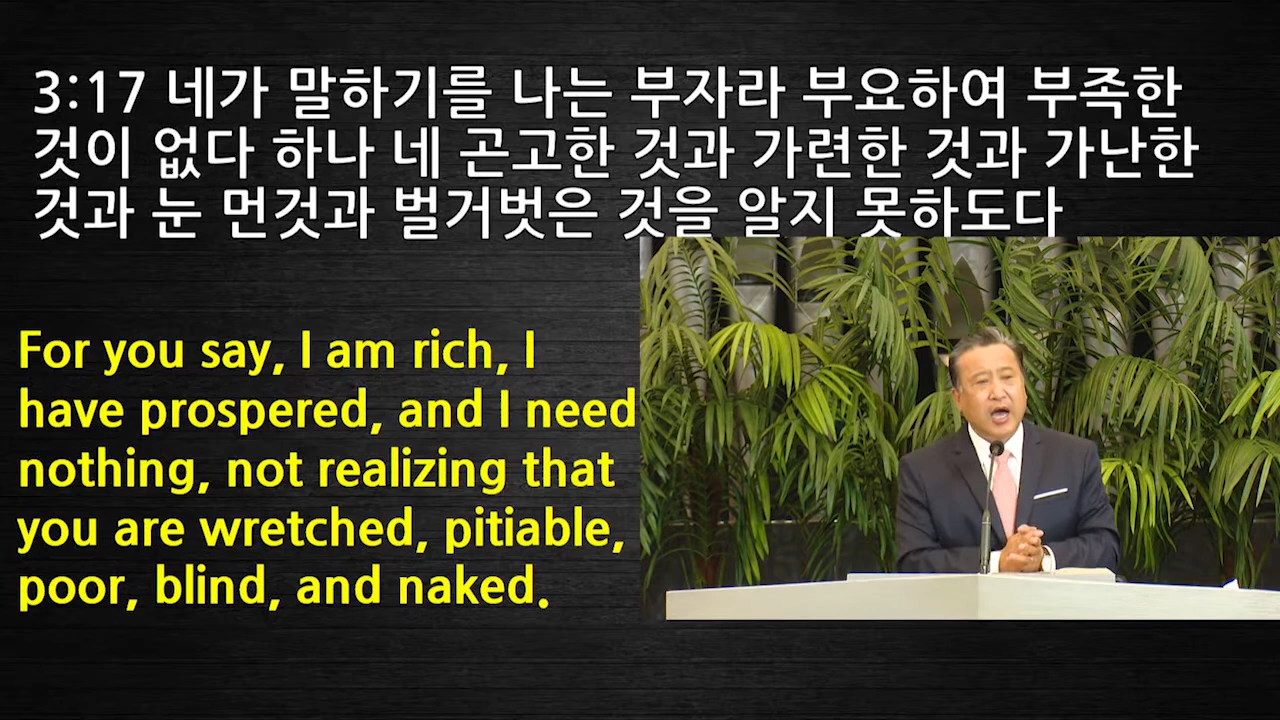 3:17 네가 말하기를 나는 부자라 부요하여 부족한
것이 없다 하나 네 곤고한 것과 가련한 것과 가난한
것과 눈 먼것과 벌거벗은 것을 알지 못하도다
For you say, I am rich, I
have prospered, and I need
nothing, not realizing that
you are wretched, pitiable,
poor, blind, and naked.